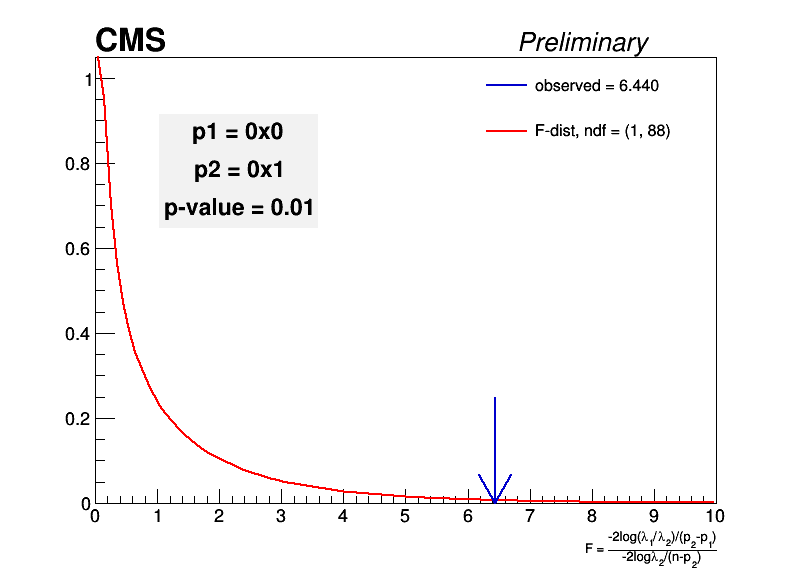 CMS Preliminary
observed = 6.440
F-dist, ndf = (1, 88)
p1 = 0x0
p2 = 0x1
p-value = 0.01
1
0.8
0.6
0.4
0.2
0
0 1 2 3 4 5 6 7 8 9 10
F = -2log(λ₁/λ₂)/(p₂-p₁)
-2logλ₂/(n-p₂)